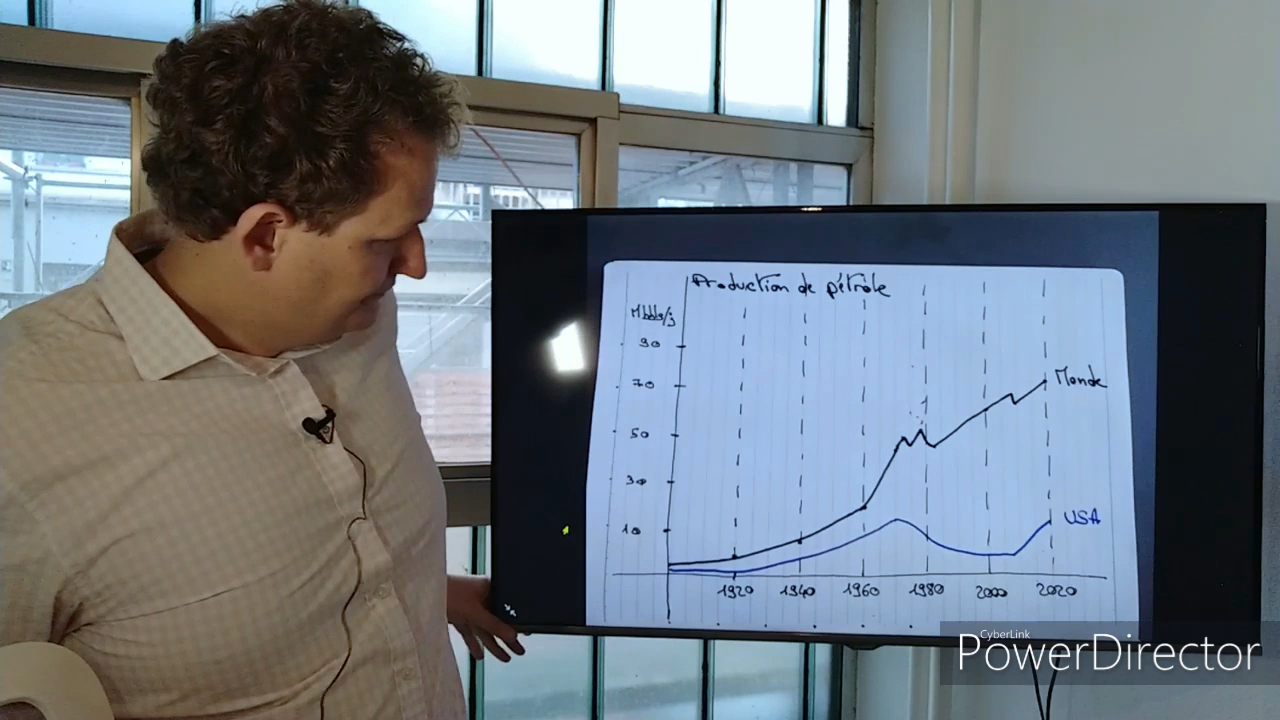 Production de pétrole
Mbbls/j
90
70
50
30
10
Monde
USA
1920 1940 1960 1980 2000 2020
CyberLink
PowerDirector